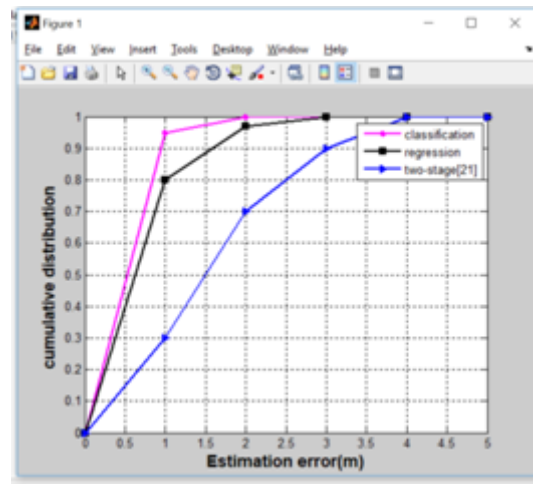 Figure 1
File Edit View Insert Tools Desktop Window Help
1
0.9
0.8
0.7
0.6
0.5
0.4
0.3
0.2
0.1
0
cumulative distribution
classification
regression
two-stage[21]
0 0.5 1 1.5 2 2.5 3 3.5 4 4.5 5
Estimation error(m)